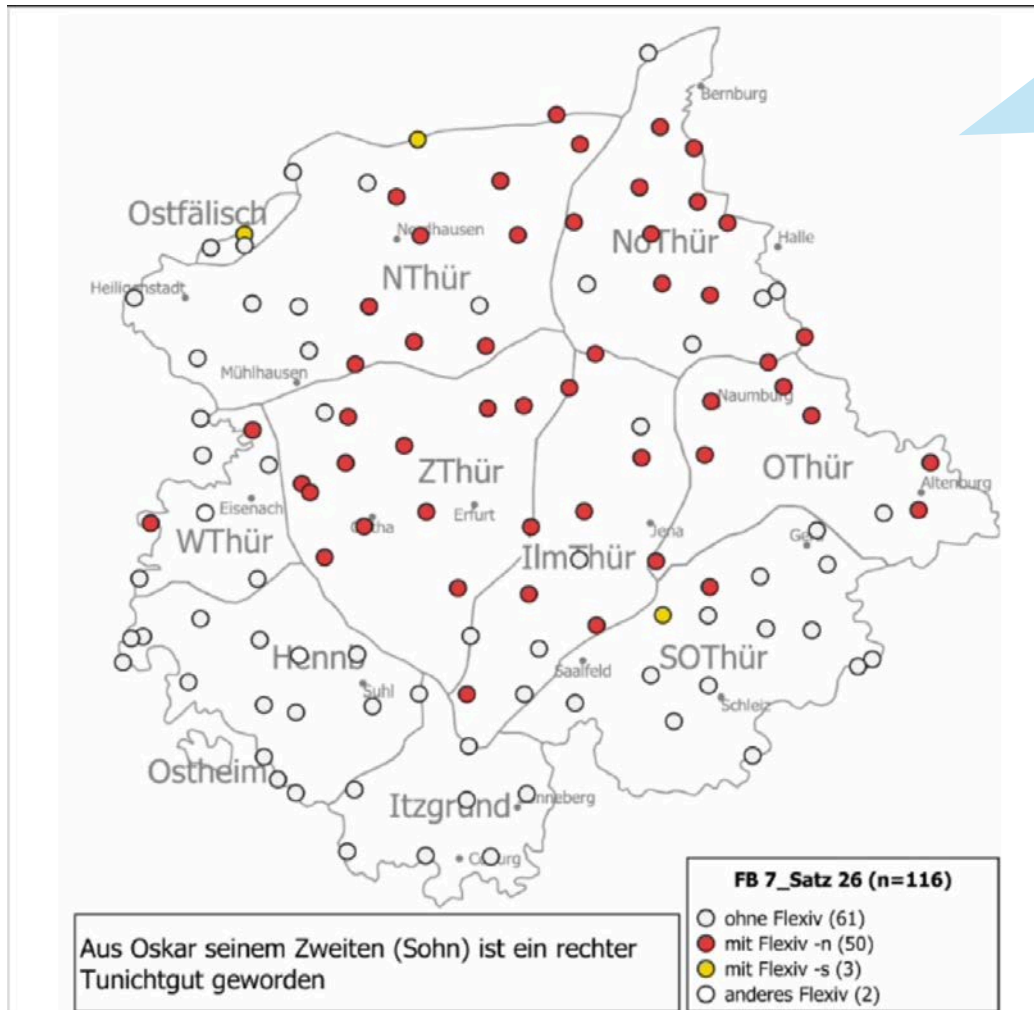 Bernburg
Ostfälisch
Nordhausen
NoThür
Halle
NThür
Heiligenstadt
Mühlhausen
Naumburg
ZThür
OThür
Eisenach
Erfurt
Altenburg
Gotha
WThür
Jena
IlmThür
Gera
Hennb
SOThür
Saalfeld
Suhl
Schleiz
Ostheim
Itzgrund
Sonneberg
Coburg
FB 7_Satz 26 (n=116)
ohne Flexiv (61)
mit Flexiv -n (50)
mit Flexiv -s (3)
anderes Flexiv (2)
Aus Oskar seinem Zweiten (Sohn) ist ein rechter
Tunichtgut geworden